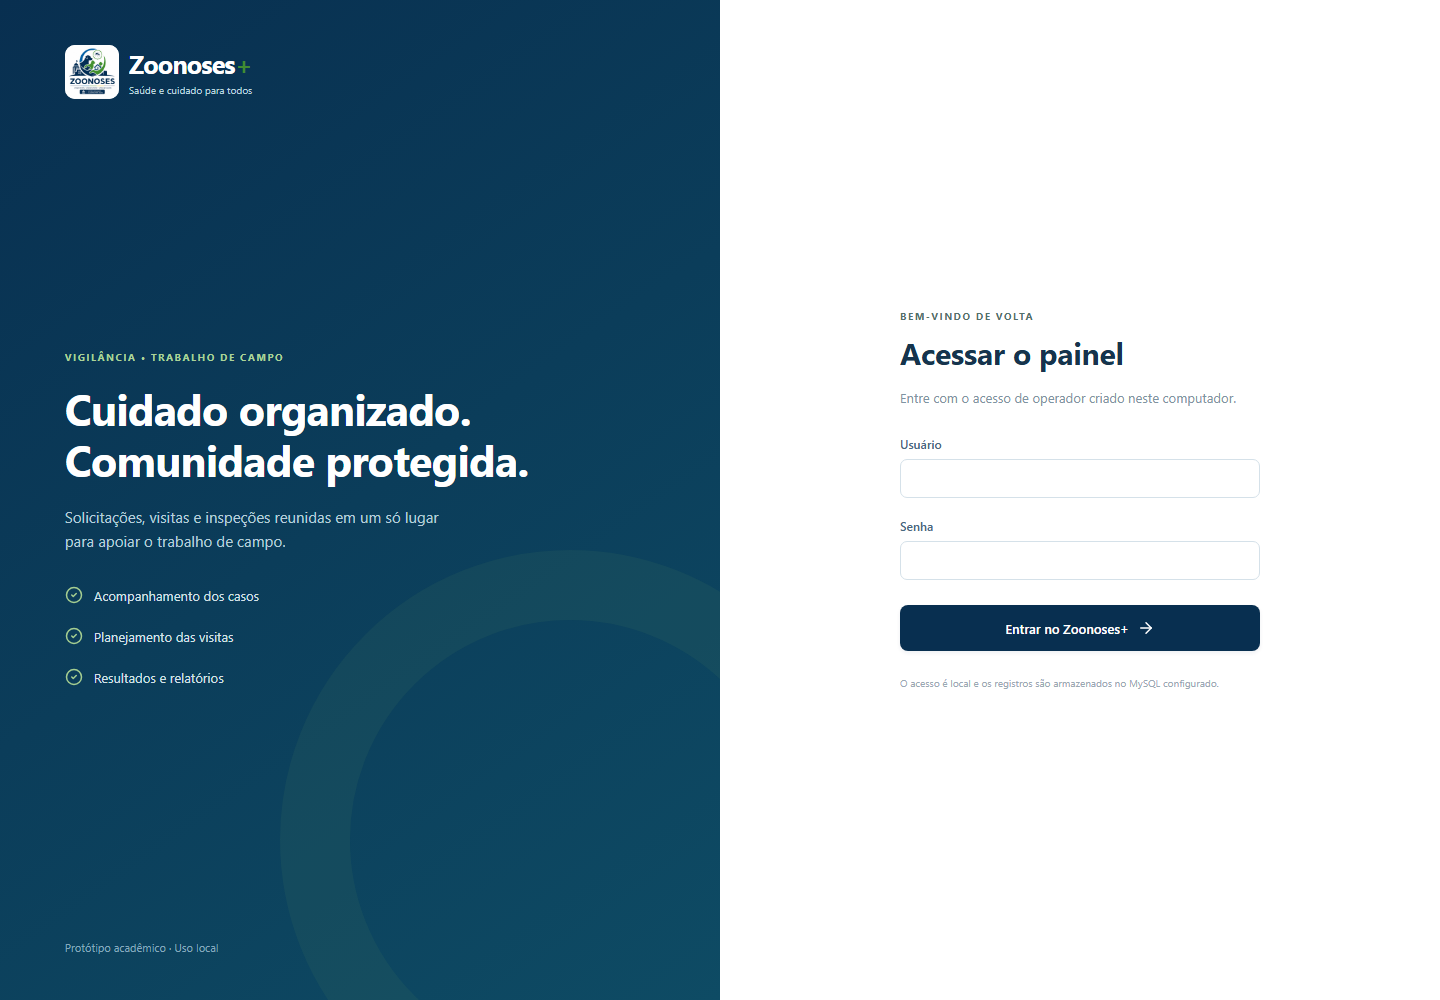 ZOONOSES
Zoonoses+
Saúde e cuidado para todos
VIGILÂNCIA • TRABALHO DE CAMPO
Cuidado organizado.
Comunidade protegida.
Solicitações, visitas e inspeções reunidas em um só lugar
para apoiar o trabalho de campo.
Acompanhamento dos casos
Planejamento das visitas
Resultados e relatórios
Protótipo acadêmico · Uso local
BEM-VINDO DE VOLTA
Acessar o painel
Entre com o acesso de operador criado neste computador.
Usuário
Senha
Entrar no Zoonoses+
O acesso é local e os registros são armazenados no MySQL configurado.